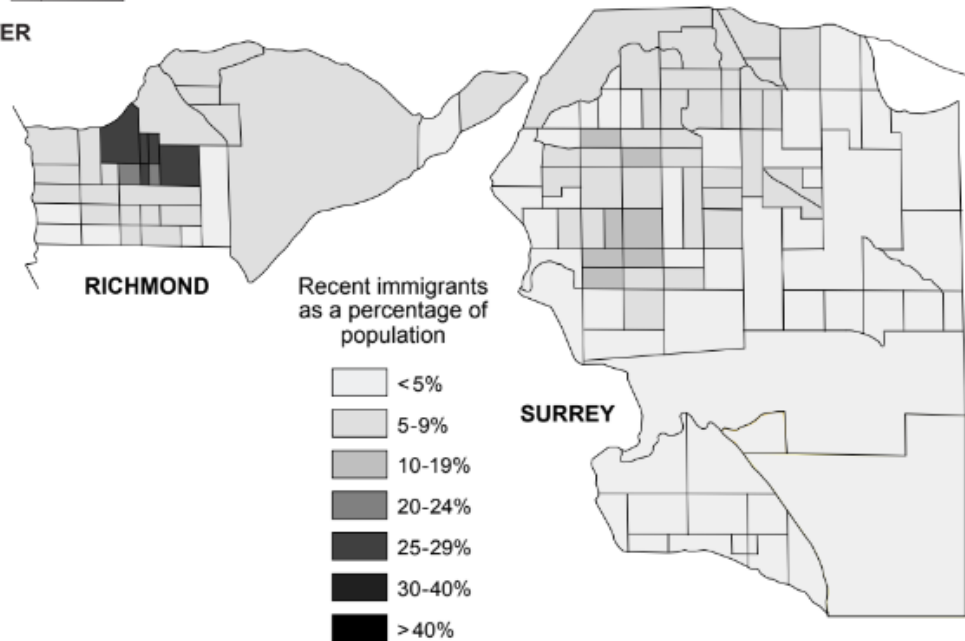 ER
RICHMOND
Recent immigrants
as a percentage of
population
<5%
5-9%
10-19%
20-24%
25-29%
30-40%
>40%
SURREY